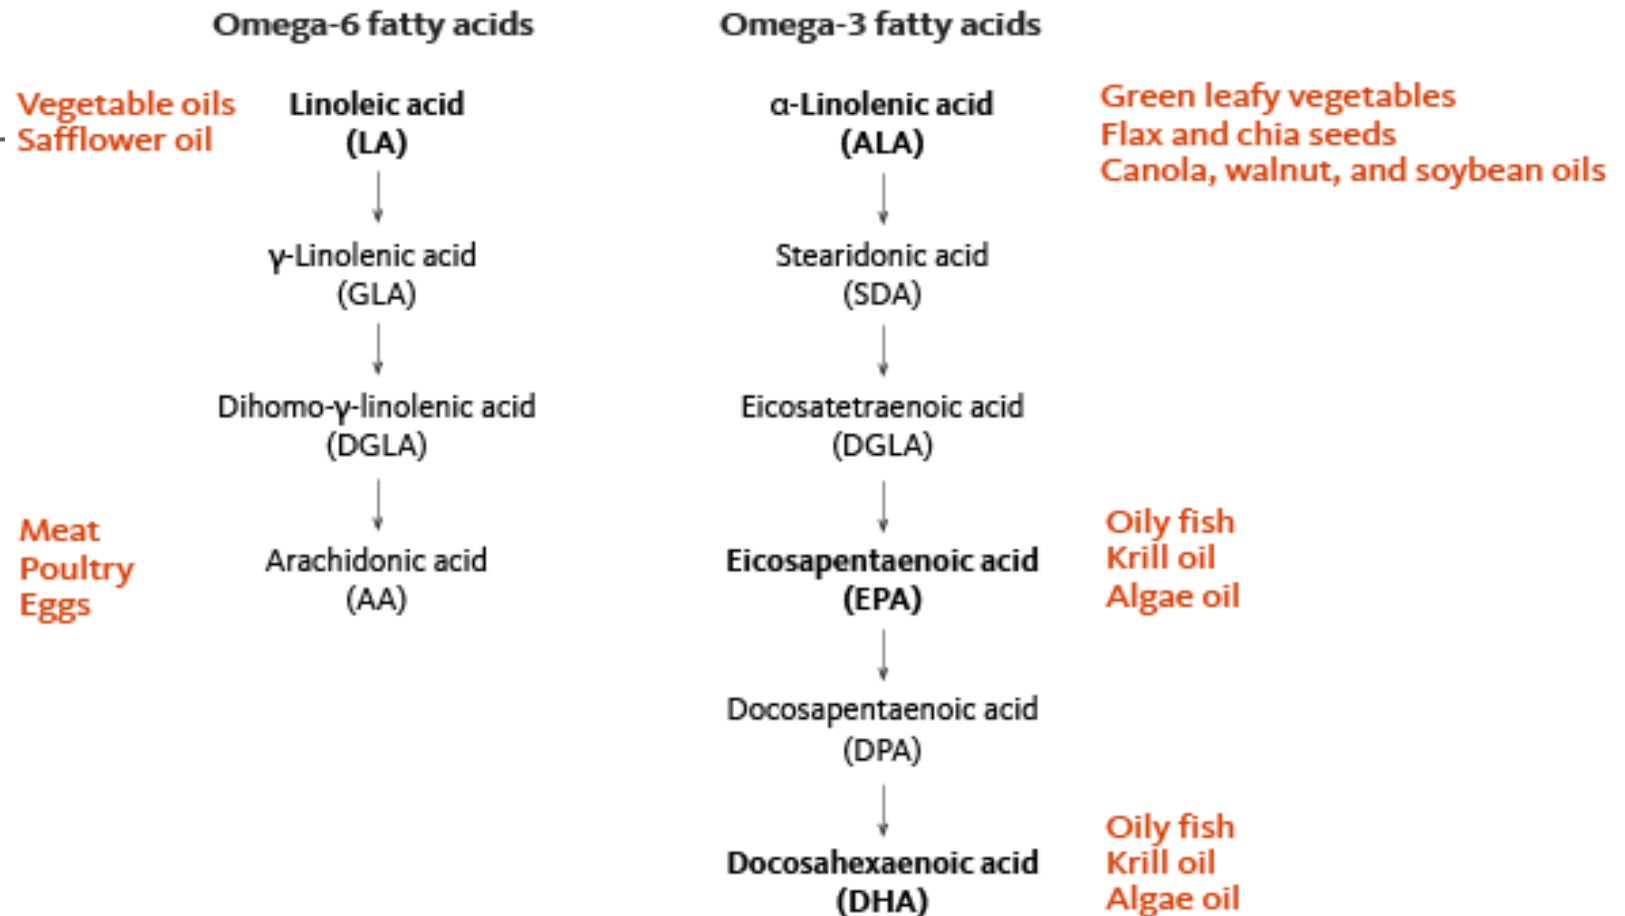 Omega-6 fatty acids
Omega-3 fatty acids
Vegetable oils
Safflower oil
Linoleic acid
(LA)
α-Linolenic acid
(ALA)
Green leafy vegetables
Flax and chia seeds
Canola, walnut, and soybean oils
γ-Linolenic acid
(GLA)
Stearidonic acid
(SDA)
Dihomo-γ-linolenic acid
(DGLA)
Eicosatetraenoic acid
(DGLA)
Meat
Poultry
Eggs
Arachidonic acid
(AA)
Eicosapentaenoic acid
(EPA)
Oily fish
Krill oil
Algae oil
Docosapentaenoic acid
(DPA)
Docosahexaenoic acid
(DHA)
Oily fish
Krill oil
Algae oil